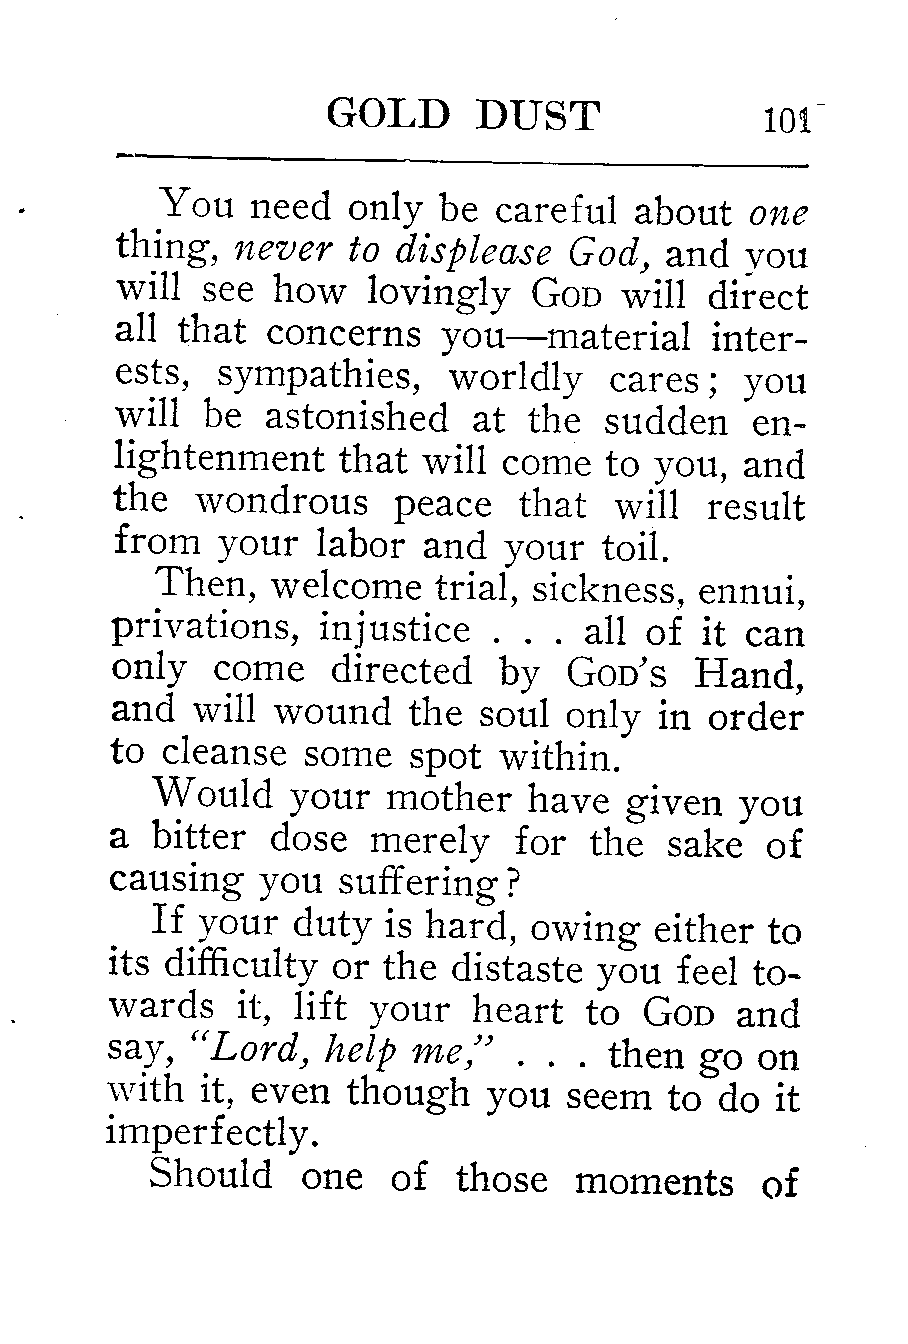 GOLD DUST 101
You need only be careful about one
thing, never to displease God, and you
will see how lovingly GOD will direct
all that concerns you—material inter-
ests, sympathies, worldly cares; you
will be astonished at the sudden en-
lightenment that will come to you, and
the wondrous peace that will result
from your labor and your toil.
Then, welcome trial, sickness, ennui,
privations, injustice . . . all of it can
only come directed by GOD'S Hand,
and will wound the soul only in order
to cleanse some spot within.
Would your mother have given you
a bitter dose merely for the sake of
causing you suffering?
If your duty is hard, owing either to
its difficulty or the distaste you feel to-
wards it, lift your heart to GOD and
say, "Lord, help me," . . . then go on
with it, even though you seem to do it
imperfectly.
Should one of those moments of